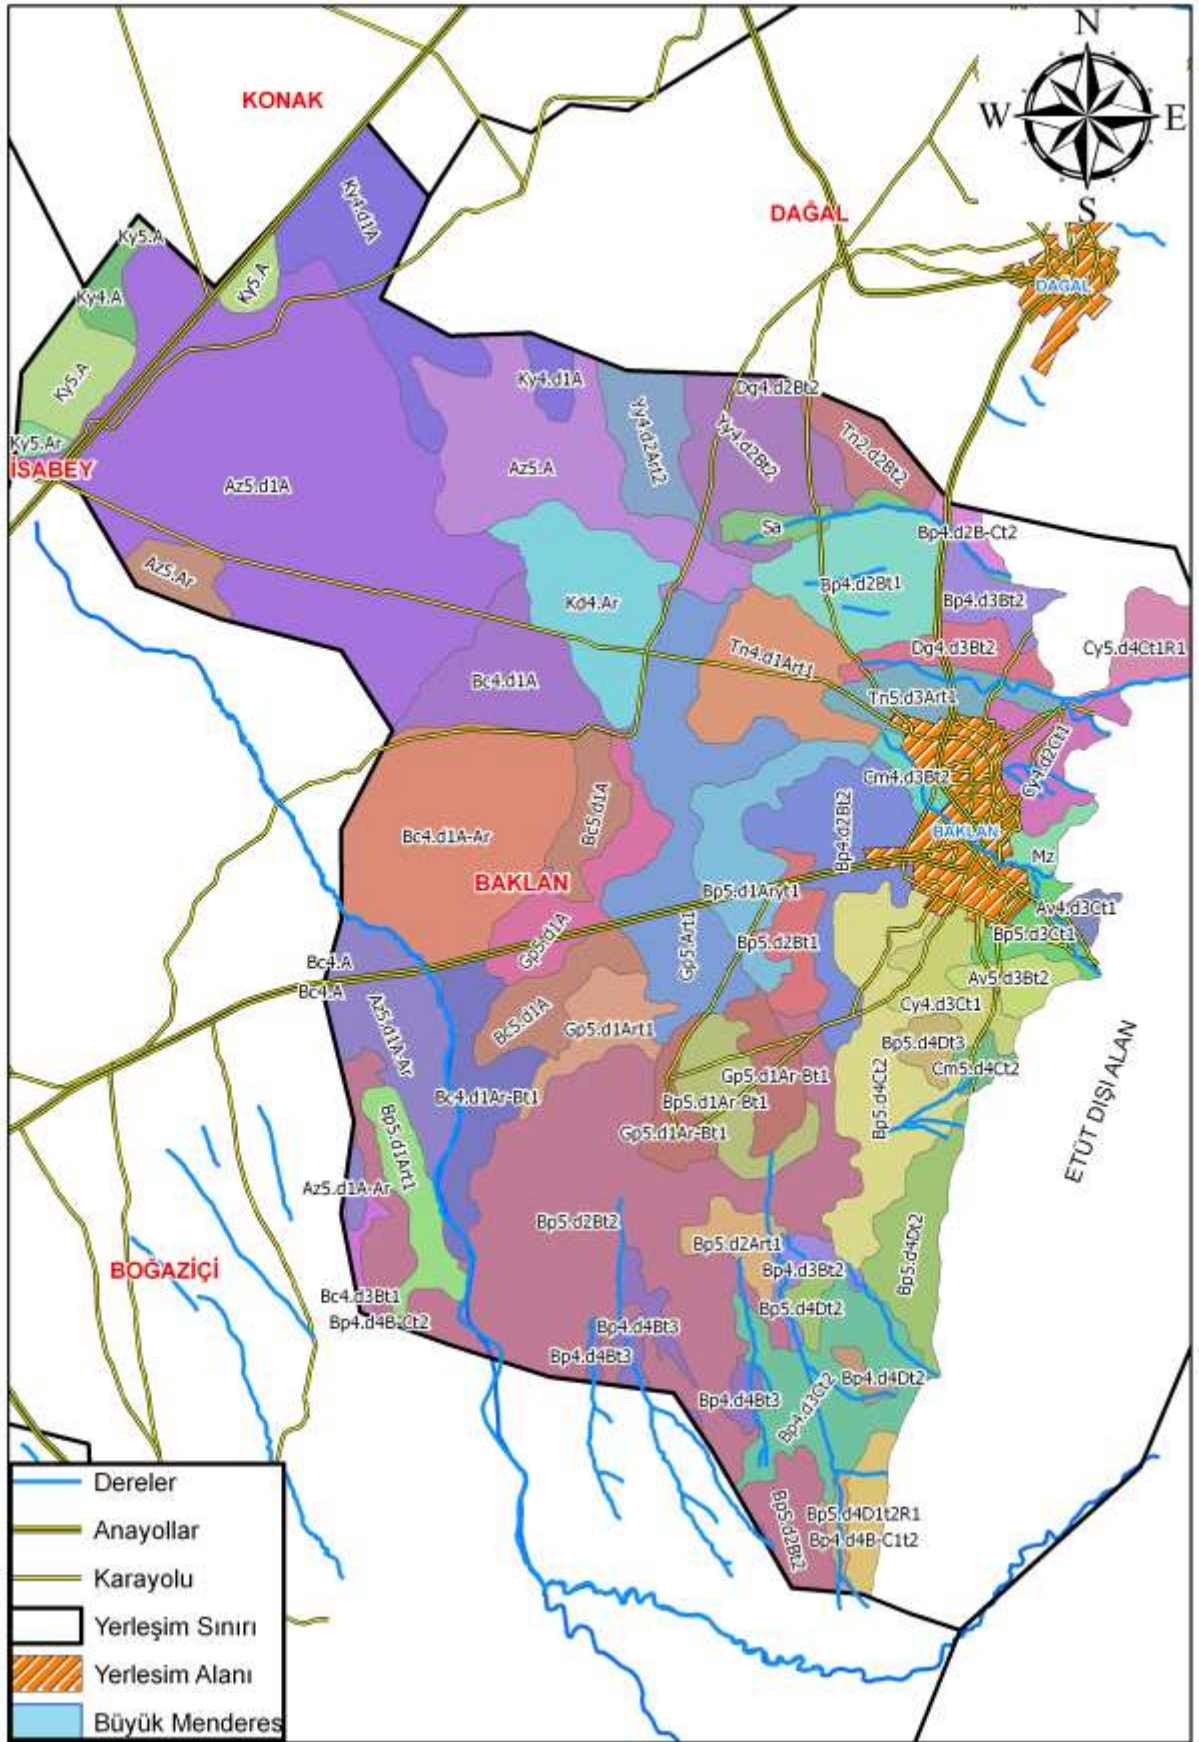 N
KONAK
W
E
Ky4.d1A
DAĞAL
S
Ky5.A
Ky5.A
Ky4.A
DAĞAL
Ky5.A
Ky4.d1A
Dg4.d2Bt2
Yy4.d2Art2
Yy4.d2Bt2
Tn2.d2Bt2
Ky5.Ar
İSABEY
Az5.A
Az5.d1A
Sa
Bp4.d2B-Ct2
Az5.Ar
Bp4.d2Bt1
Kd4.Ar
Bp4.d3Bt2
Dg4.d3Bt2
Cy5.d4Ct1R1
Tn4.d1Art1
Bc4.d1A
Tn5.d3Art1
Cy4.d2Ct1
Cm4.d3Bt2
Bc5.d1A
Bp4.d2Bt2
Bc4.d1A-Ar
BAKLAN
Mz
BAKLAN
Bp5.d1Aryt1
Av4.d3Ct1
Gp5.d1A
Gp5.Art1
Bp5.d2Bt1
Bp5.d3Ct1
Bc4.A
Av5.d3Bt2
Bc4.A
Cy4.d3Ct1
Az5.d1A-Ar
Bc5.d1A
Gp5.d1Art1
Bp5.d4Dt3
Cm5.d4Ct2
Gp5.d1Ar-Bt1
Bc4.d1Ar-Bt1
Bp5.d1Ar-Bt1
Bp5.d4Ct2
ETÜT DIŞI ALAN
Bp5.d1Art1
Gp5.d1Ar-Bt1
Az5.d1A-Ar
Bp5.d2Bt2
Bp5.d2Art1
Bp5.d4Dt2
BOĞAZİÇİ
Bp4.d3Bt2
Bc4.d3Bt1
Bp5.d4Dt2
Bp4.d4B-Ct2
Bp4.d4Bt3
Bp4.d4Bt3
Bp4.d4Dt2
Bp4.d4Bt3
Bp4.d3Ct2
Dereler
Bp5.d2Bt2
Bp5.d4D1t2R1
Anayollar
Bp4.d4B-C1t2
Karayolu
Yerleşim Sınırı
Yerlesim Alanı
Büyük Menderes